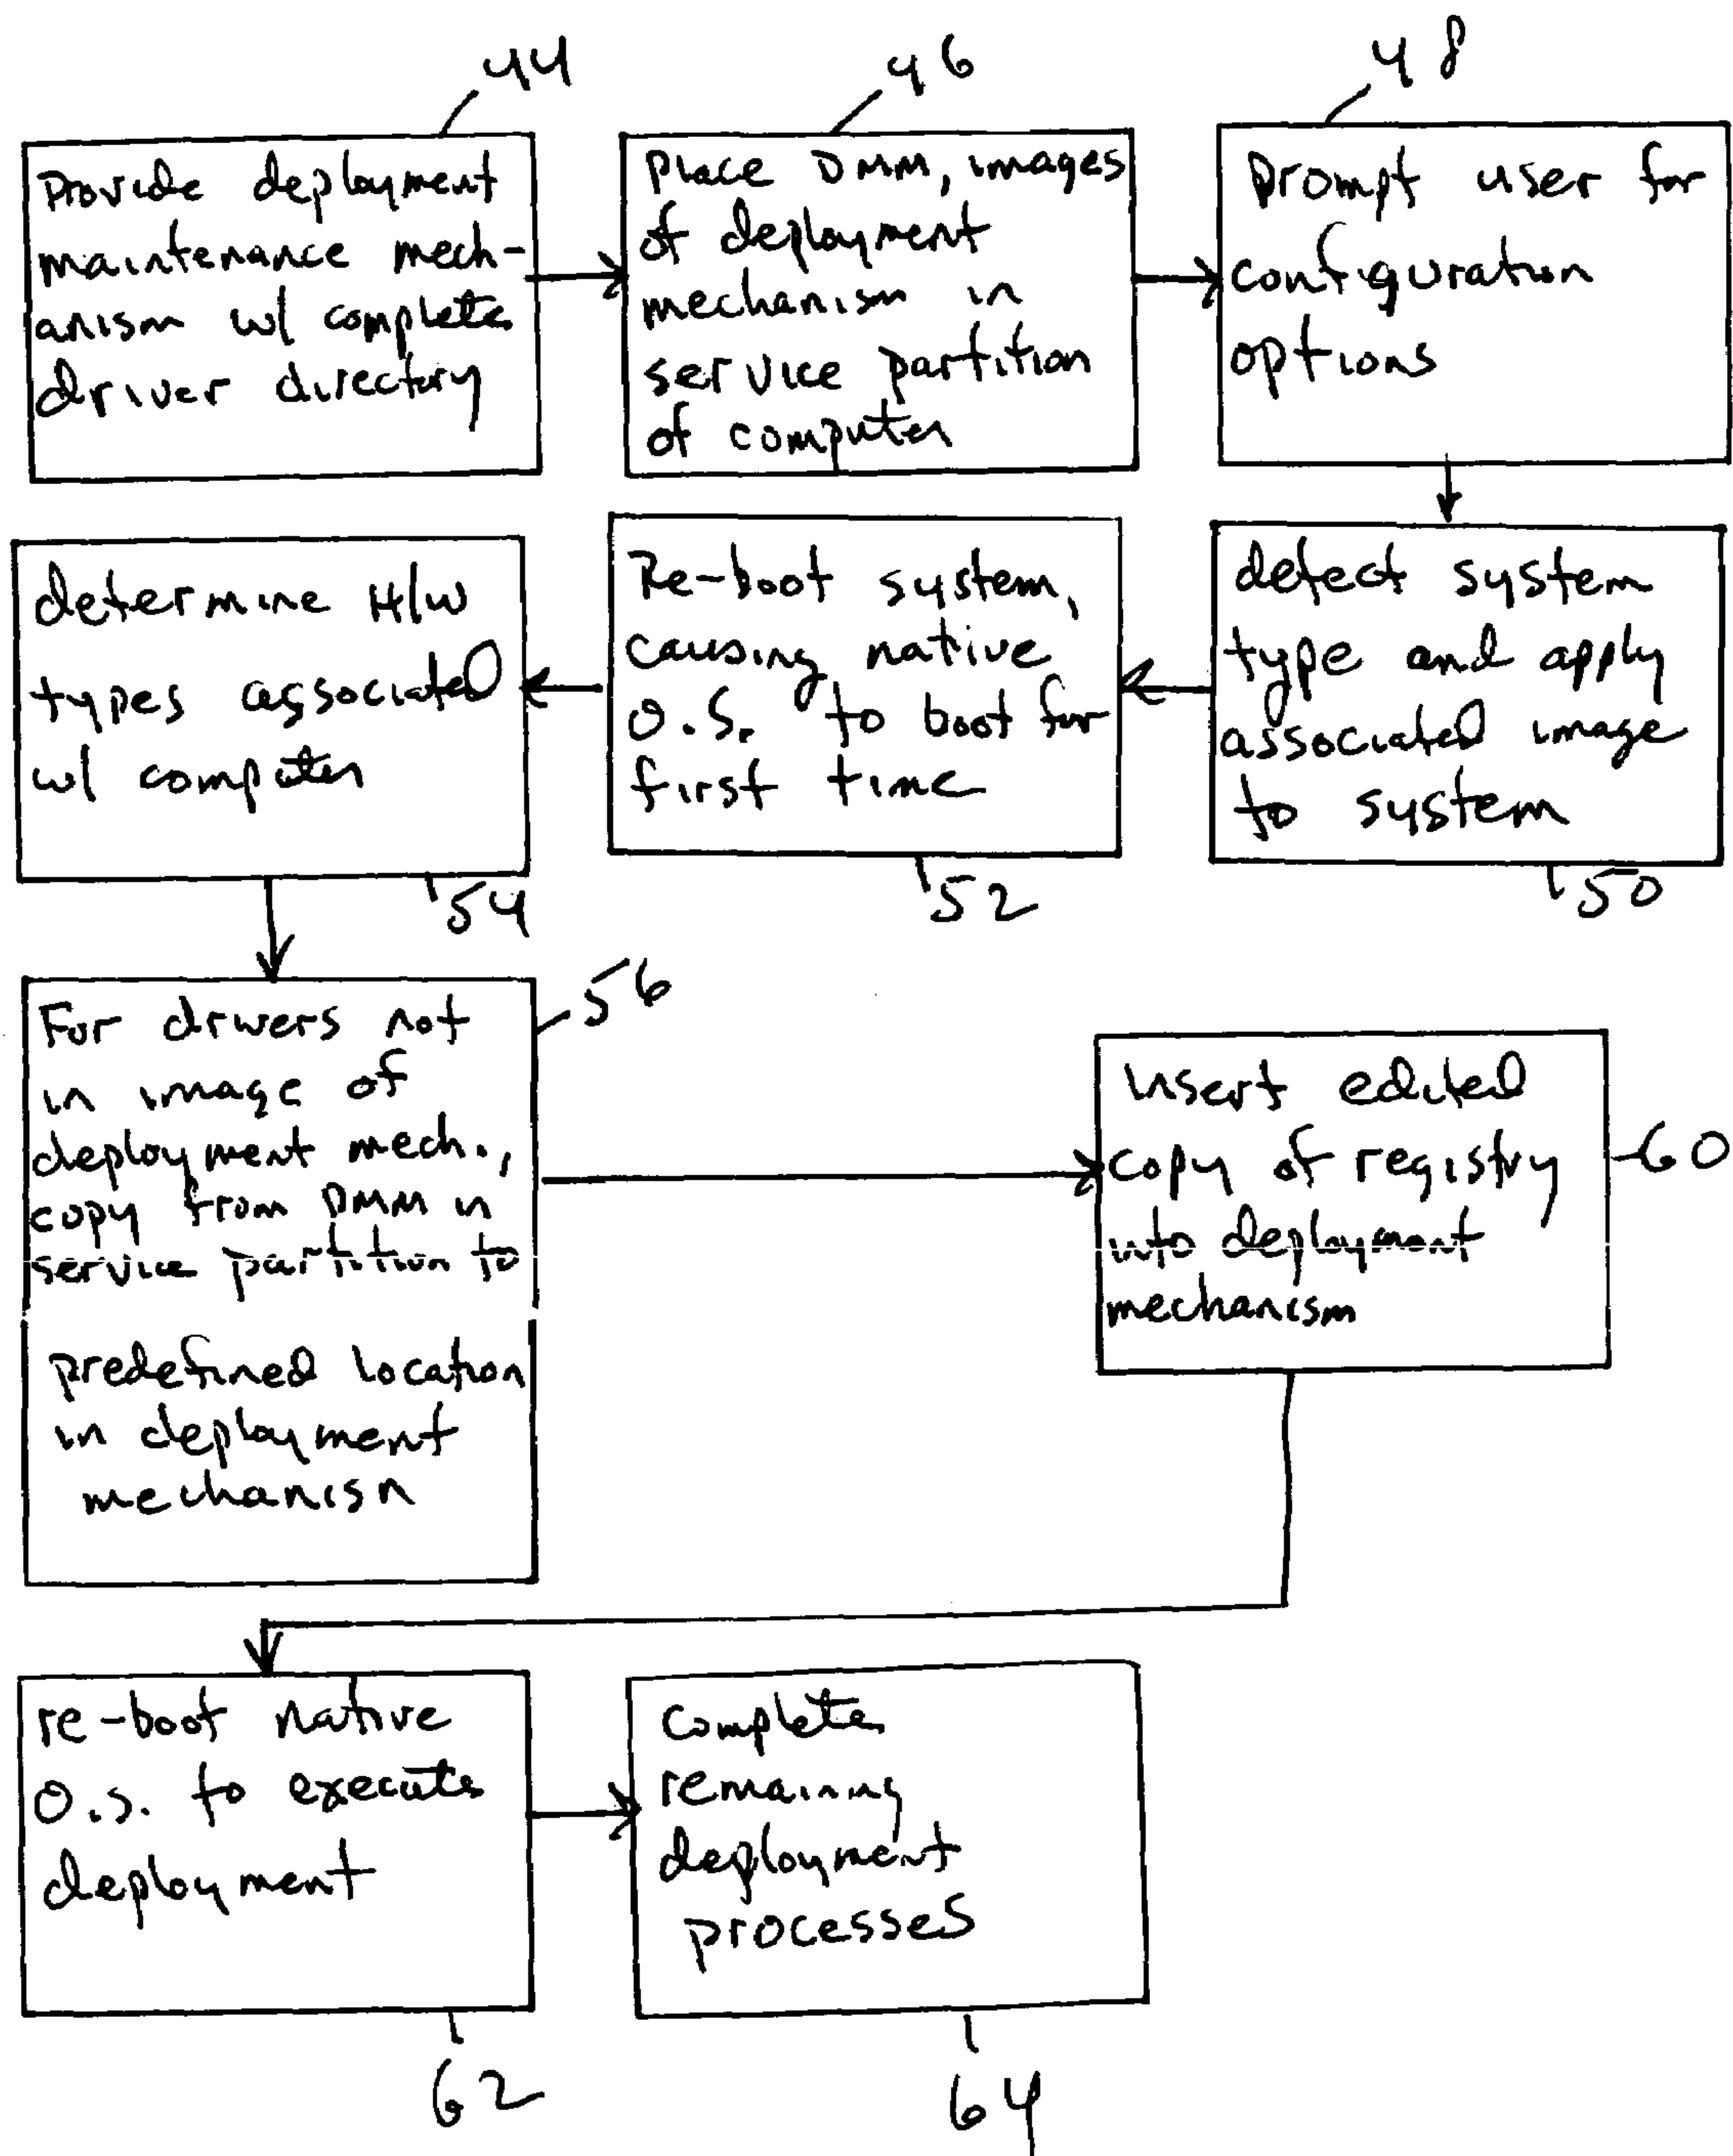 44
Provide deployment
maintenance mech-
anism w/ complete
driver directory
46
Place DMM, images
of deployment
mechanism in
service partition
of computer
48
Prompt user for
configuration
options
detect system
type and apply
associated image
to system
50
Re-boot system,
causing native
O.S. to boot for
first time
52
determine H/W
types associated
w/ computer
54
For drivers not
in image of
deployment mech.,
copy from DMM in
service partition to
predefined location
in deployment
mechanism
56
insert edited
copy of registry
into deployment
mechanism
60
re-boot native
O.S. to execute
deployment
62
Complete
remaining
deployment
processes
64